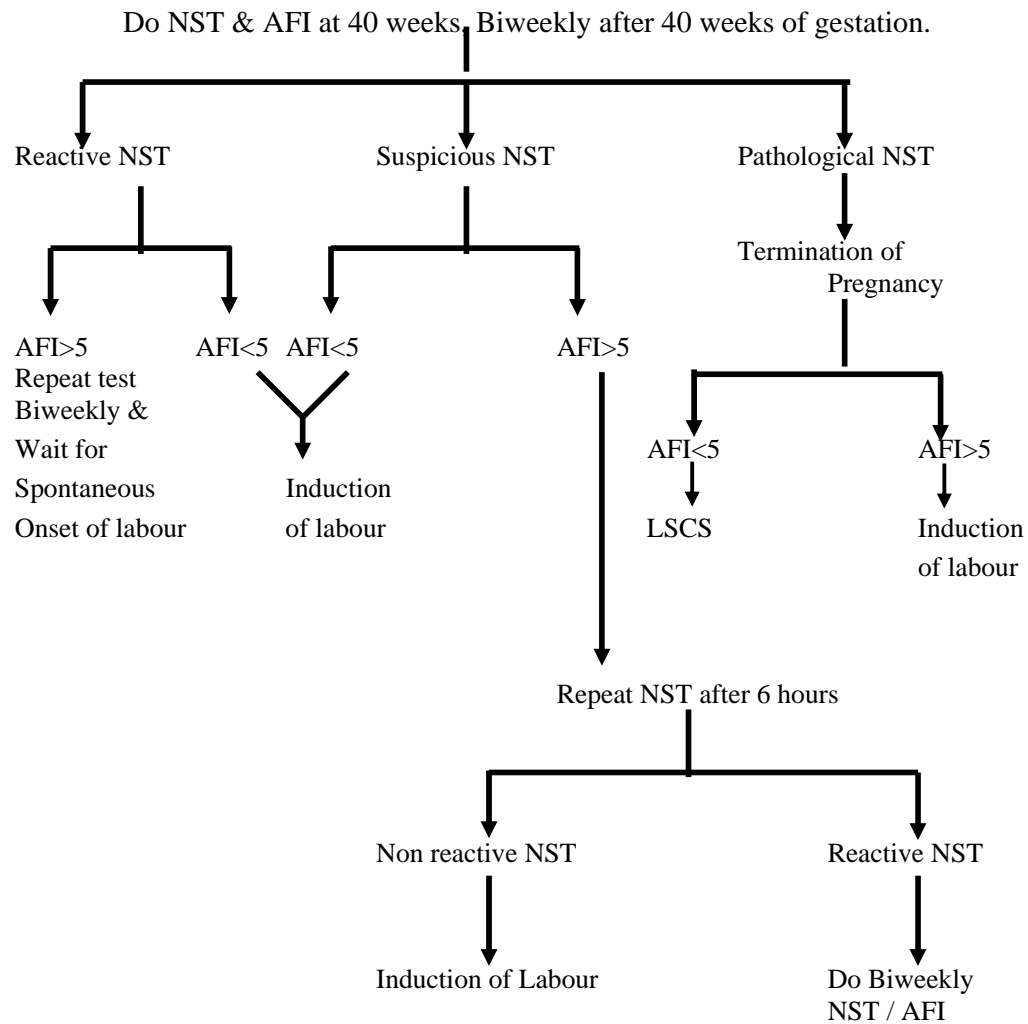 Do NST & AFI at 40 weeks, Biweekly after 40 weeks of gestation.
Reactive NST
Suspicious NST
Pathological NST
Termination of
Pregnancy
AFI>5
Repeat test
Biweekly &
Wait for
Spontaneous
Onset of labour
AFI<5
AFI<5
Induction
of labour
AFI>5
AFI<5
LSCS
AFI>5
Induction
of labour
Repeat NST after 6 hours
Non reactive NST
Reactive NST
Induction of Labour
Do Biweekly
NST / AFI